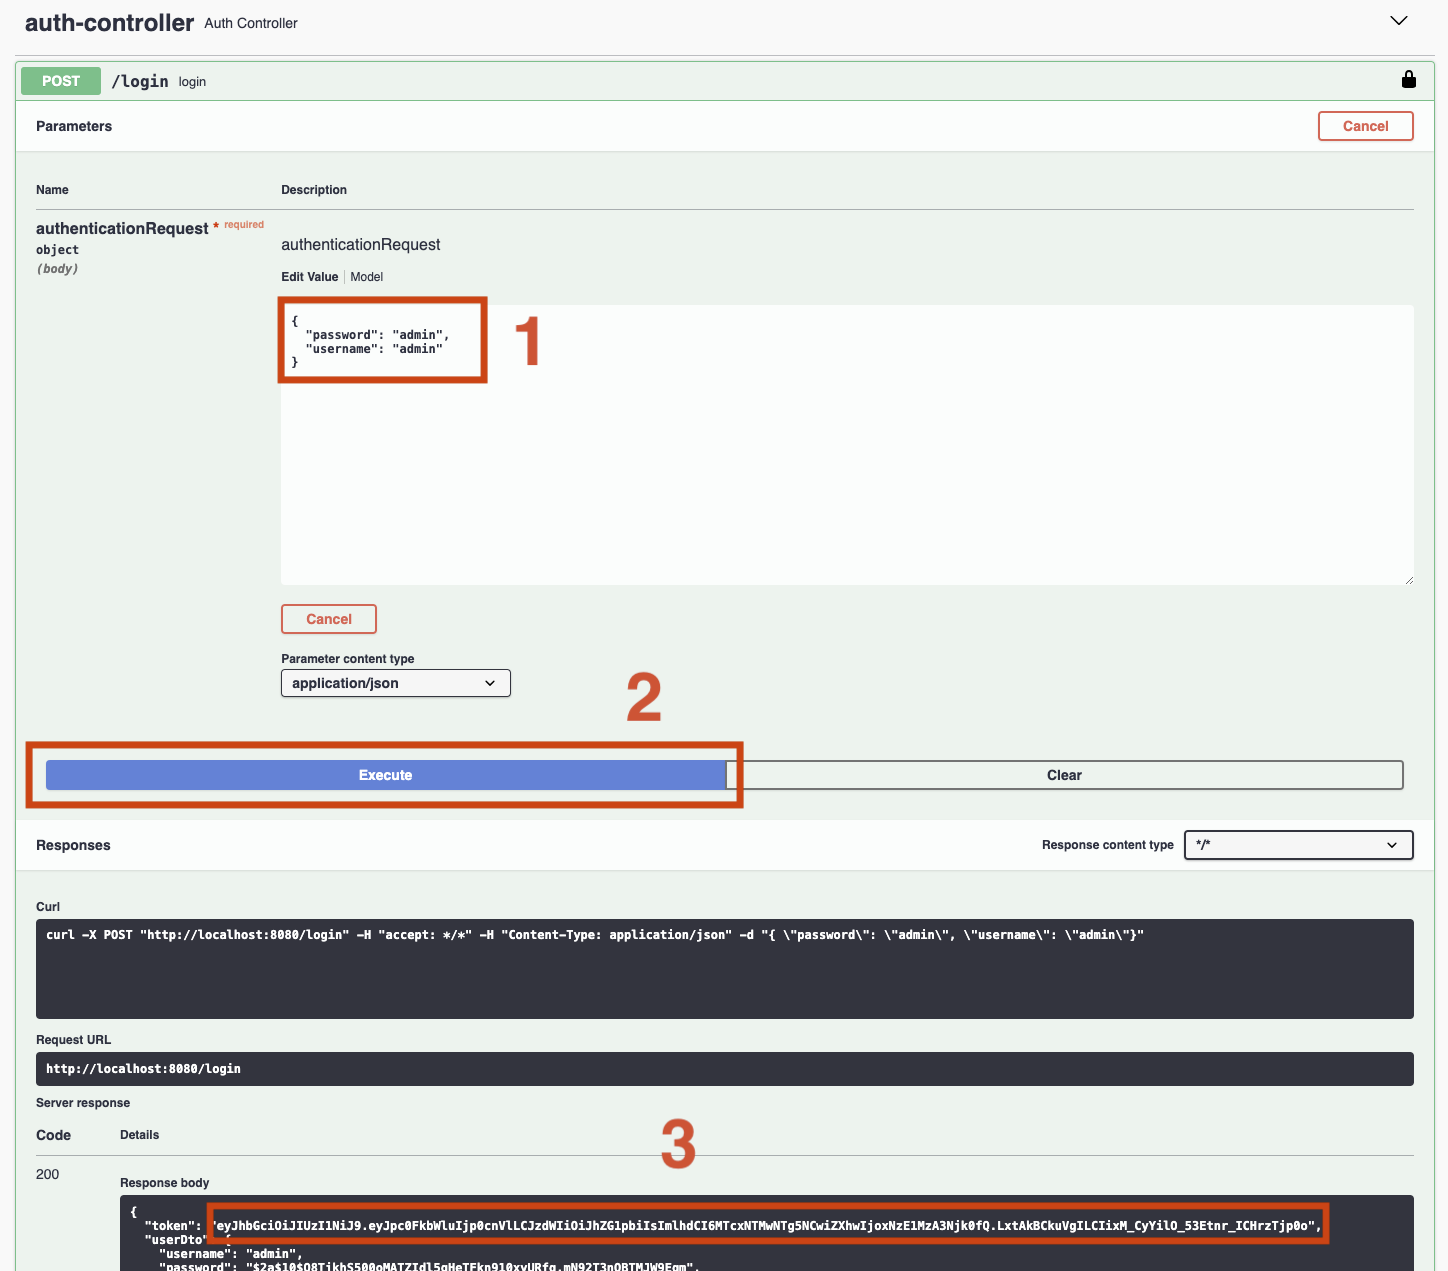 auth-controller Auth Controller
POST /login login
Parameters
Cancel
Name Description
authenticationRequest * required
object
(body)
authenticationRequest
Edit Value Model
{
"password": "admin",
"username": "admin"
}
1
Cancel
Parameter content type
application/json
2
Execute
Clear
Responses
Response content type */*
Curl
curl -X POST "http://localhost:8080/login" -H "accept: */*" -H "Content-Type: application/json" -d "{ \"password\": \"admin\", \"username\": \"admin\"}"
Request URL
http://localhost:8080/login
Server response
Code Details
3
200
Response body
{
"token": "eyJhbGciOiJIUzI1NiJ9.eyJpc0FkbWluIjp0cnVlLCJzdWIiOiJhZG1pbiIsImlhdCI6MTcxNTMwNTg5NCwiZXhwIjoxNzE1MzA3Njk0fQ.LxtAkBCkuVgILCIixM_CyYilO_53Etnr_ICHrzTjp0o",
"userDto": {
"username": "admin",
"password":